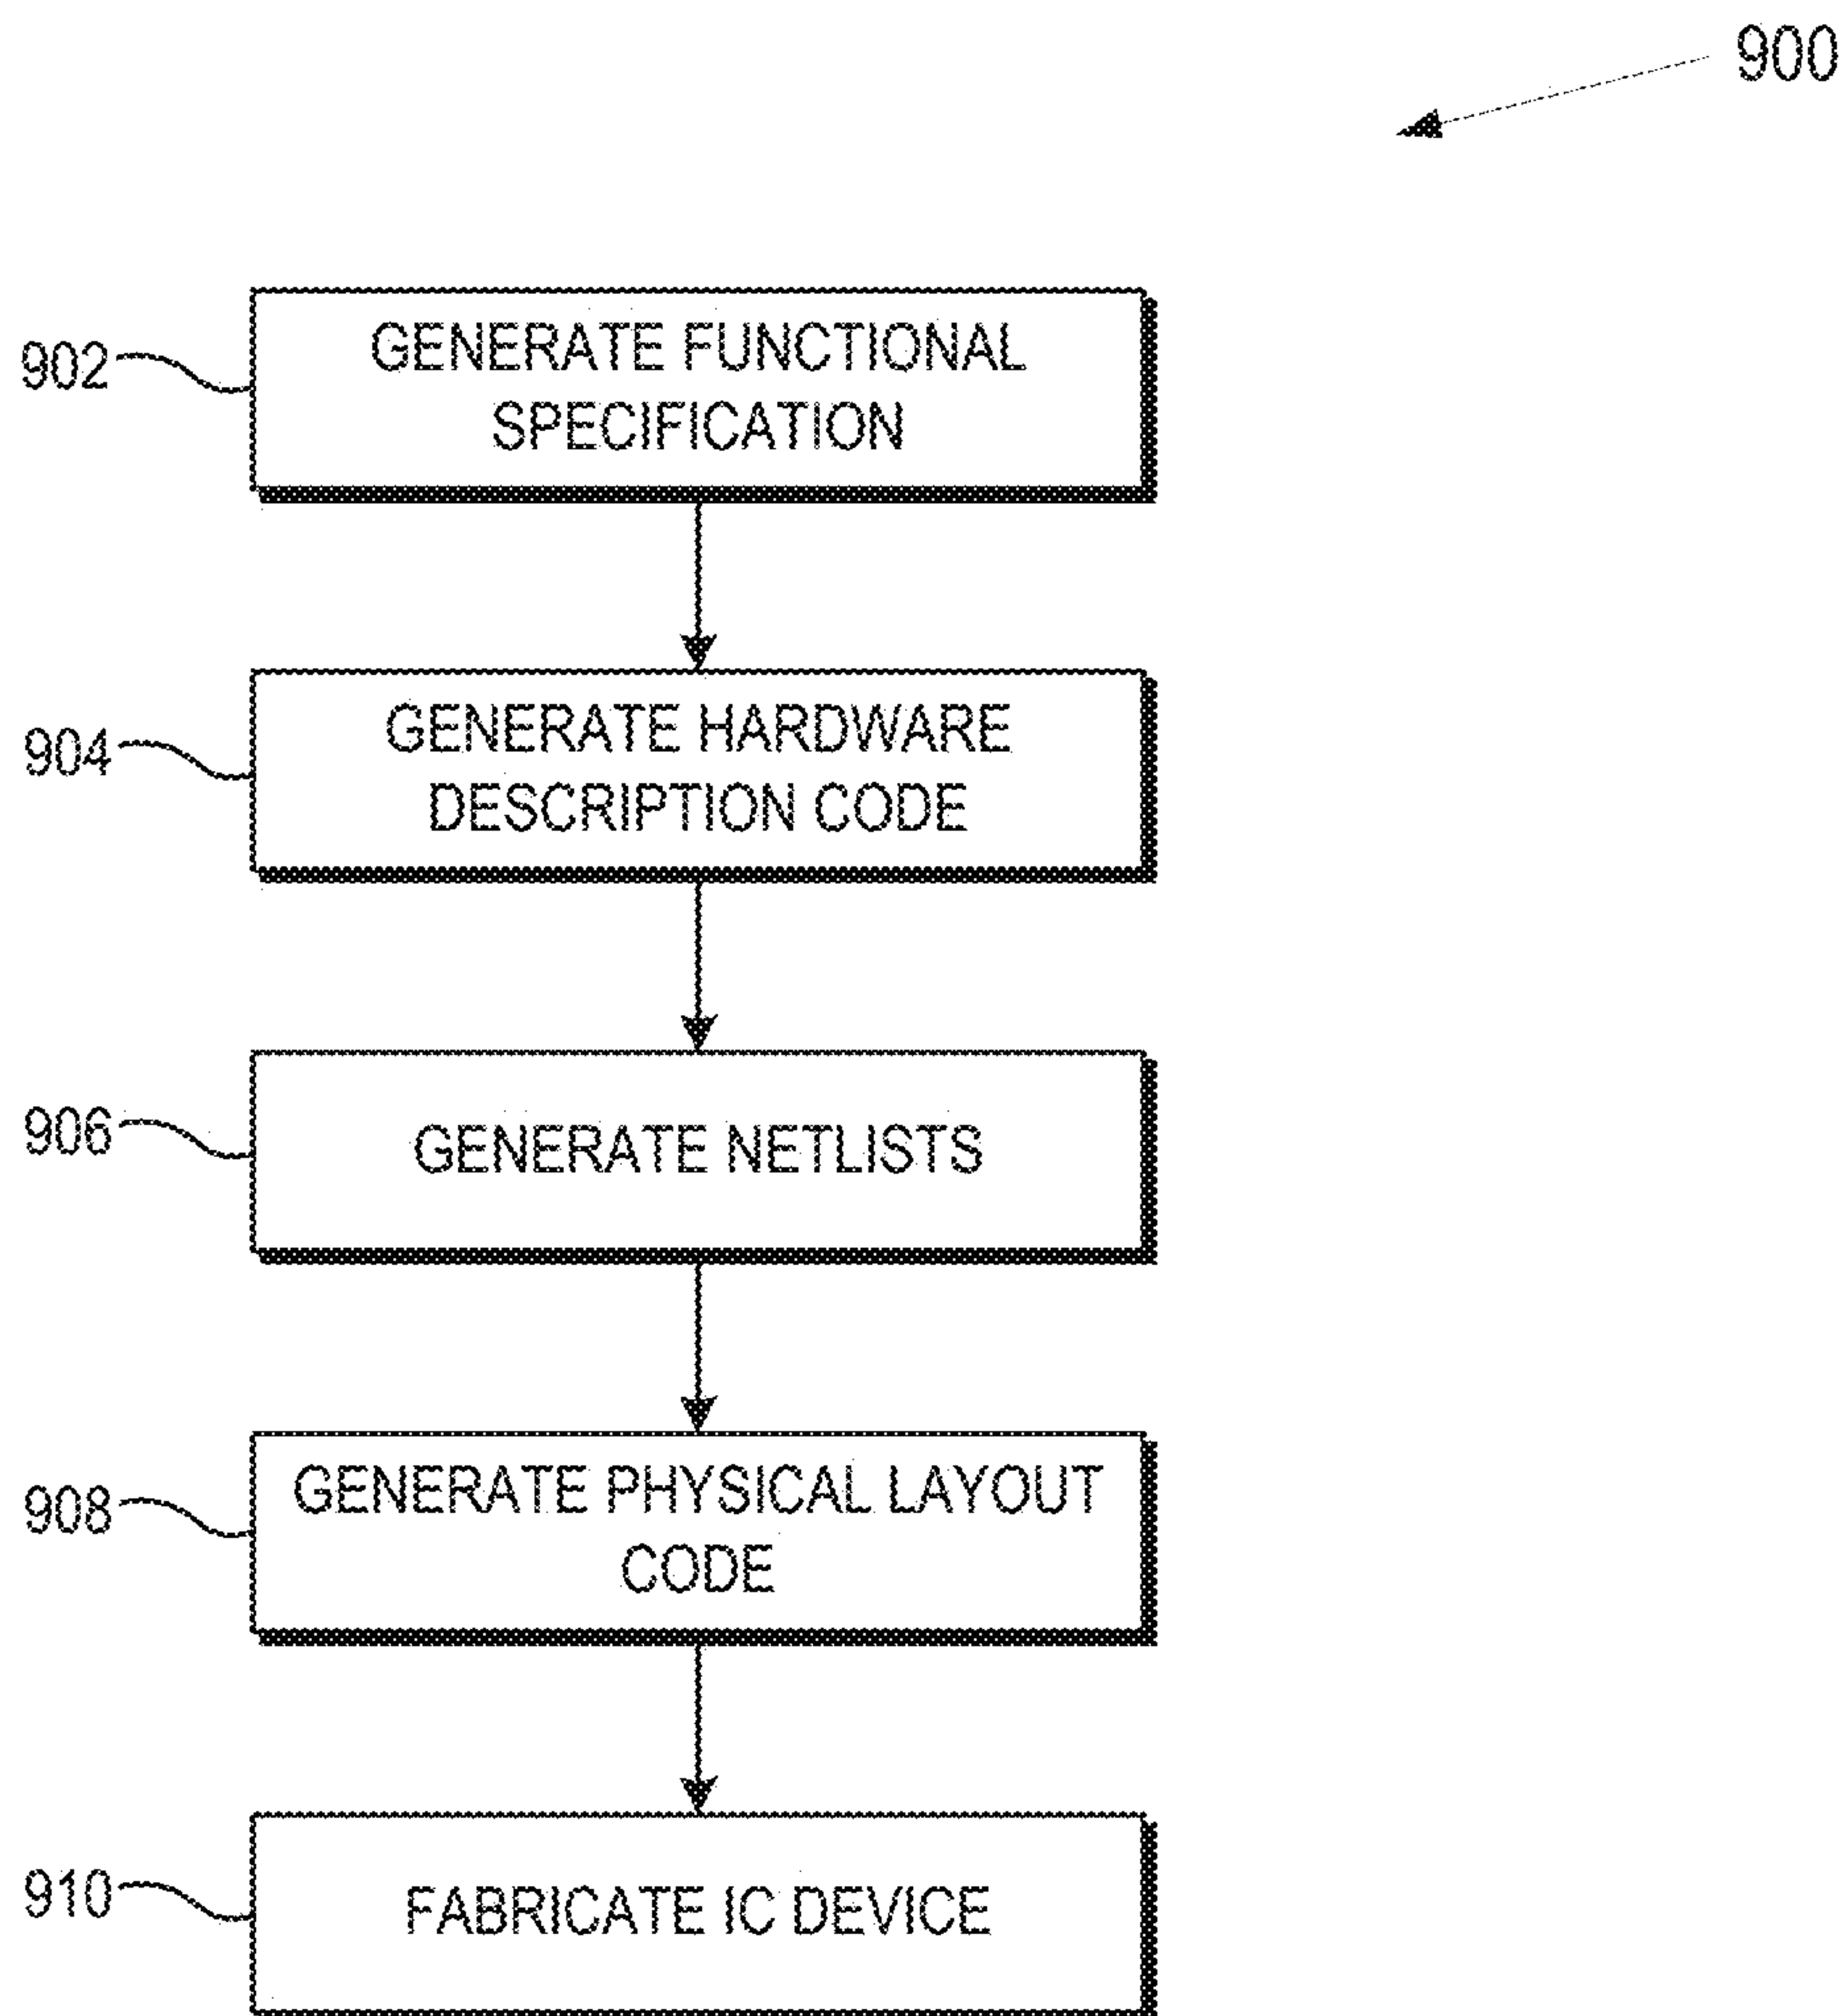 900
902
GENERATE FUNCTIONAL
SPECIFICATION
904
GENERATE HARDWARE
DESCRIPTION CODE
906
GENERATE NETLISTS
908
GENERATE PHYSICAL LAYOUT
CODE
910
FABRICATE IC DEVICE